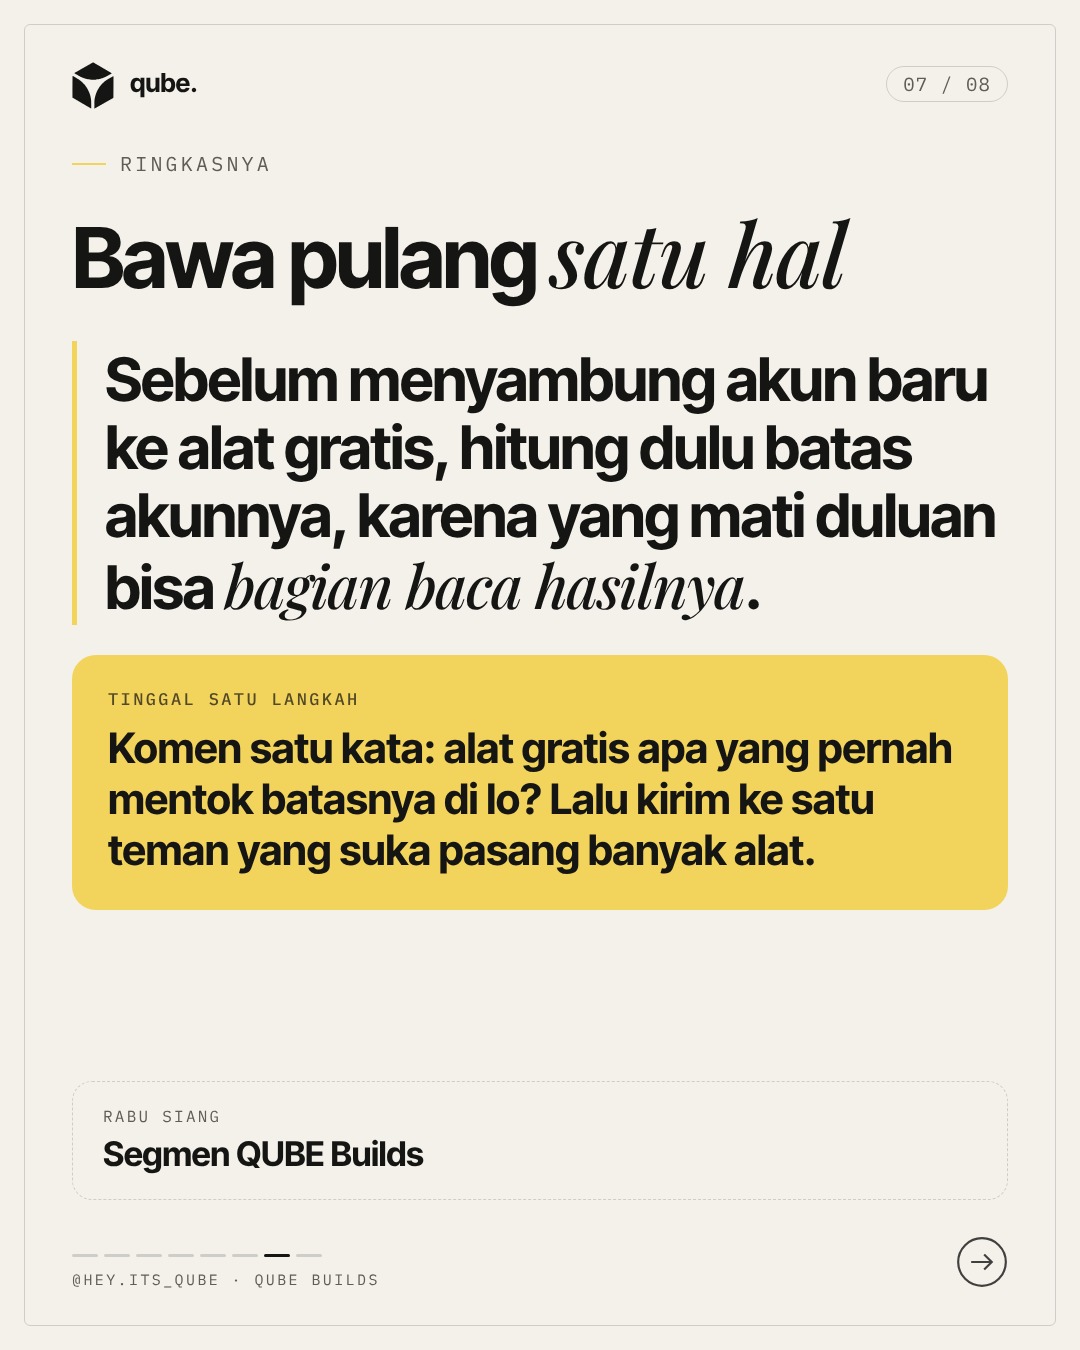 qube.
07 / 08
RINGKASNYA
Bawa pulang satu hal
Sebelum menyambung akun baru
ke alat gratis, hitung dulu batas
akunnya, karena yang mati duluan
bisa bagian baca hasilnya.
TINGGAL SATU LANGKAH
Komen satu kata: alat gratis apa yang pernah
mentok batasnya di lo? Lalu kirim ke satu
teman yang suka pasang banyak alat.
RABU SIANG
Segmen QUBE Builds
@HEY.ITS_QUBE · QUBE BUILDS